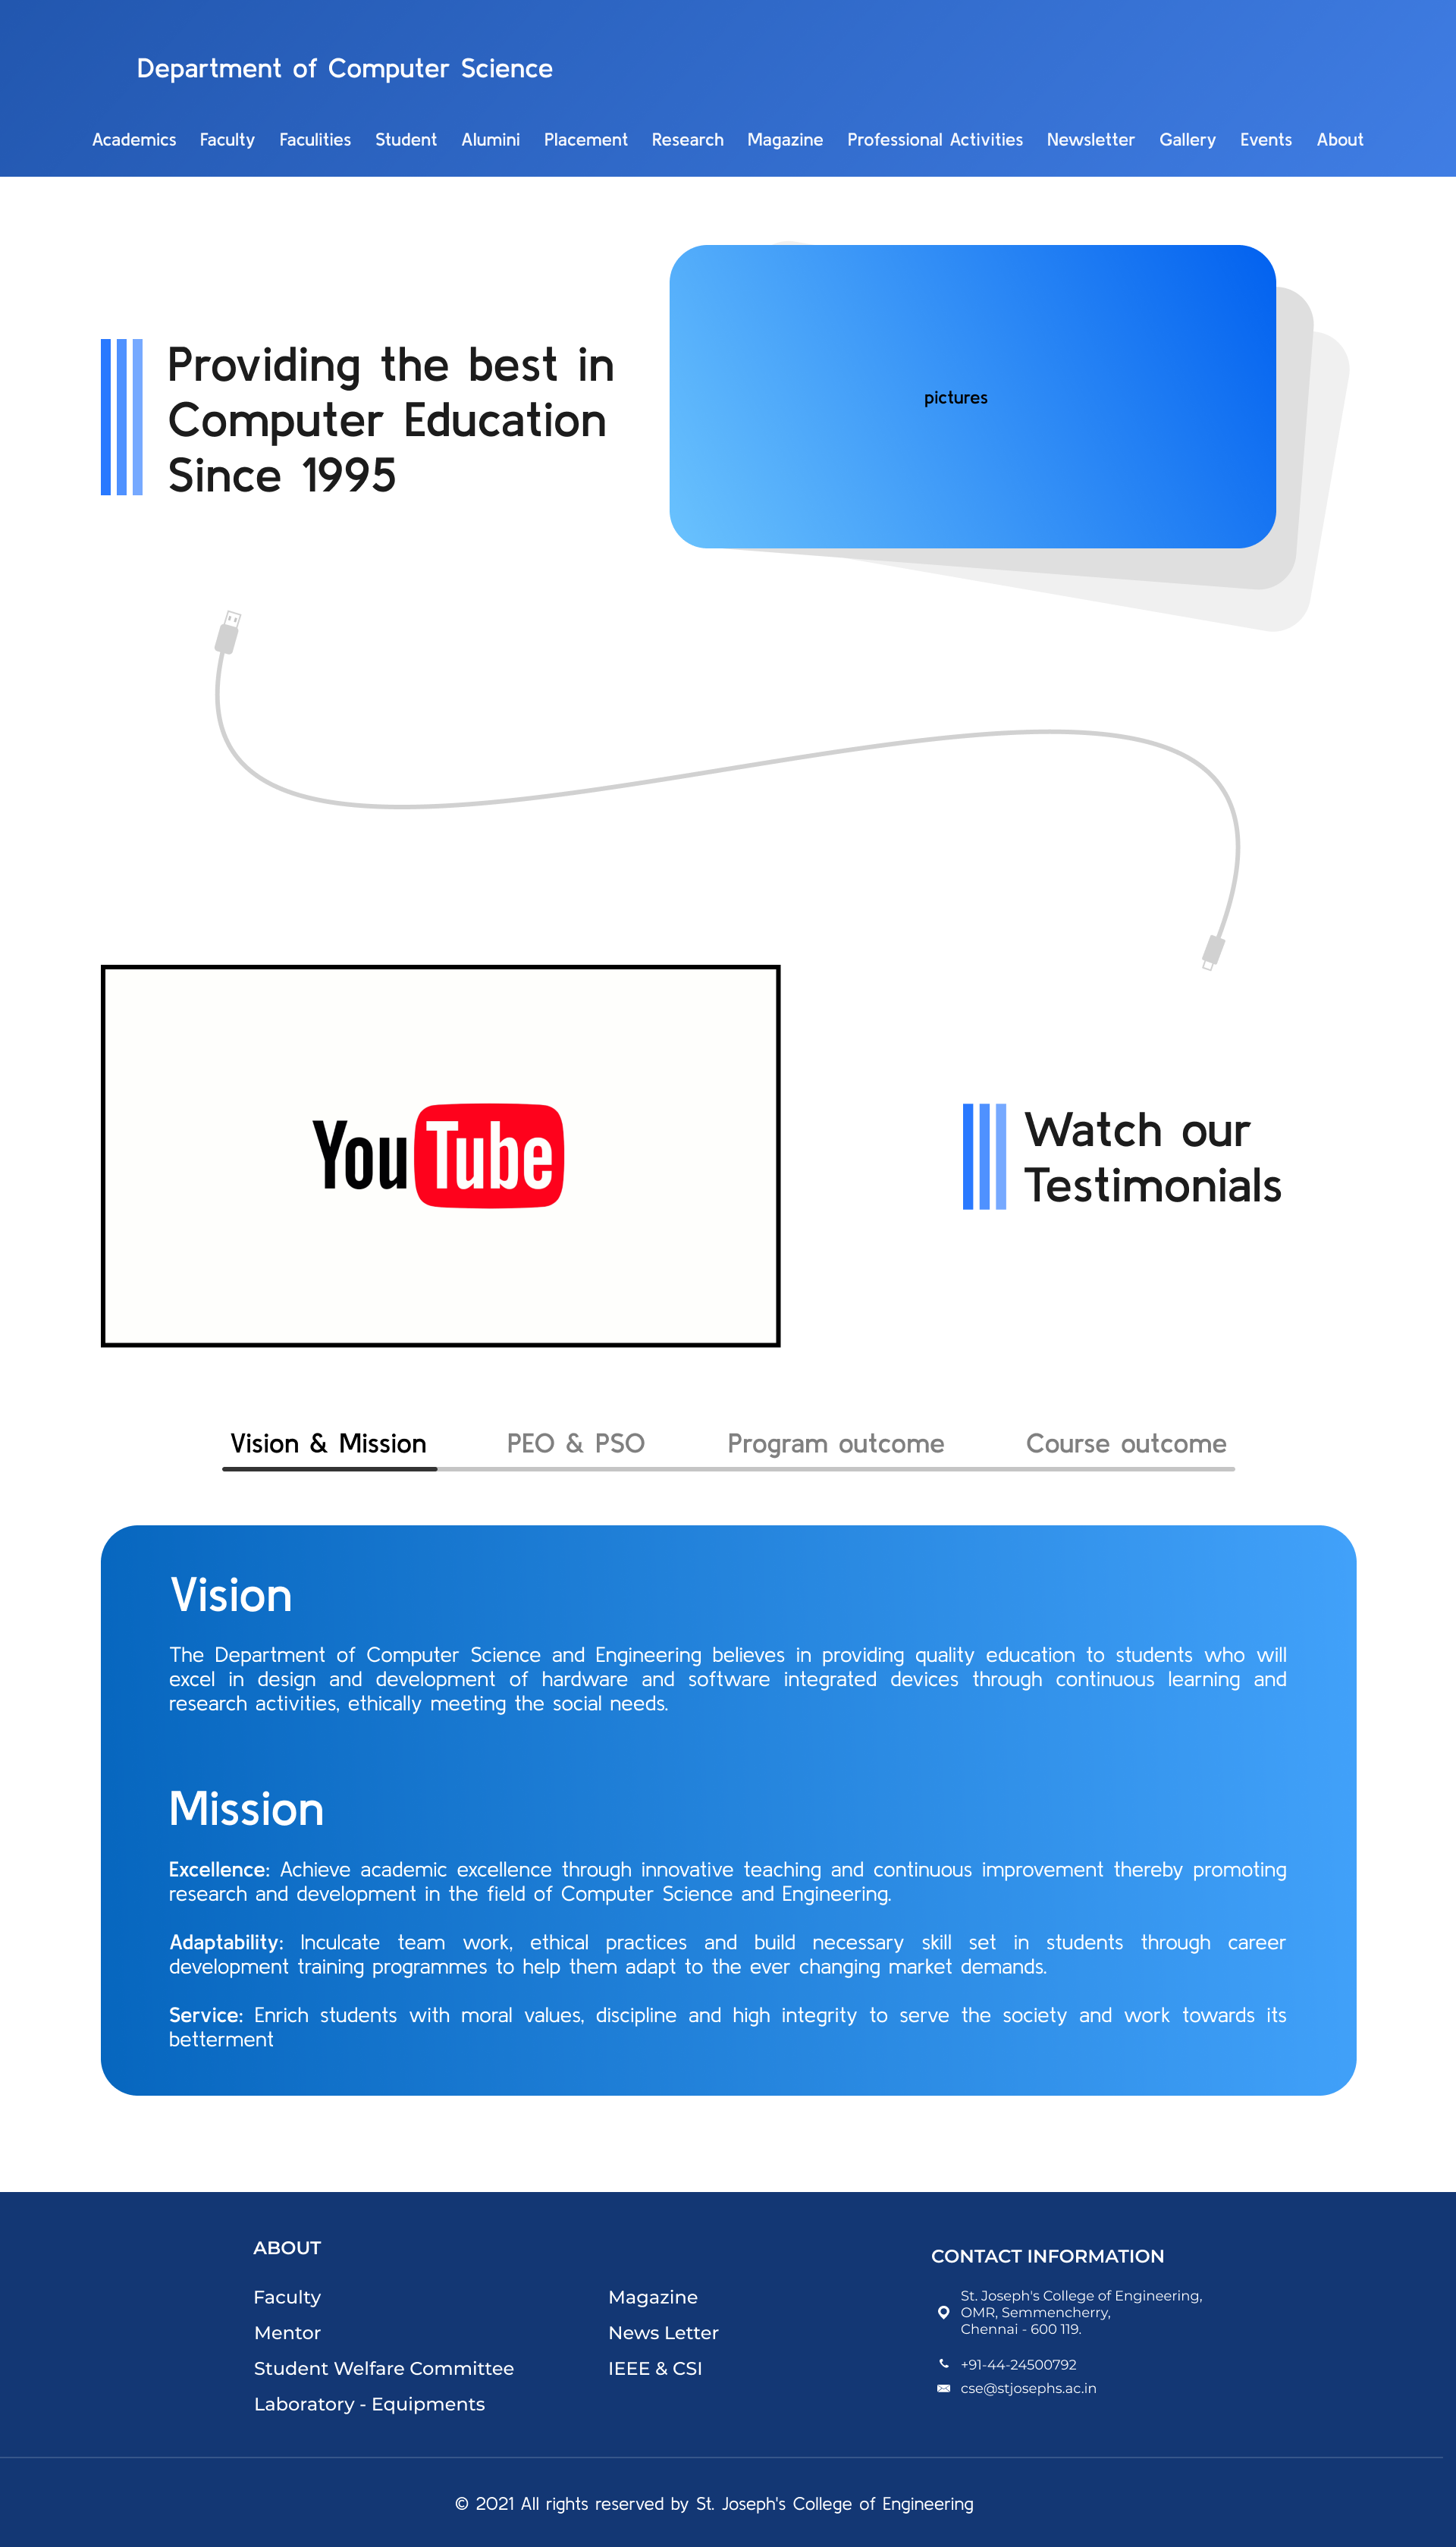 Department of Computer Science
Academics Faculty Faculities Student Alumini Placement Research Magazine Professional Activities Newsletter Gallery Events About
Providing the best in
Computer Education
Since 1995
pictures
YouTube
Watch our
Testimonials
Vision & Mission PEO & PSO Program outcome Course outcome
Vision
The Department of Computer Science and Engineering believes in providing quality education to students who will
excel in design and development of hardware and software integrated devices through continuous learning and
research activities, ethically meeting the social needs.
Mission
Excellence: Achieve academic excellence through innovative teaching and continuous improvement thereby promoting
research and development in the field of Computer Science and Engineering.
Adaptability: Inculcate team work, ethical practices and build necessary skill set in students through career
development training programmes to help them adapt to the ever changing market demands.
Service: Enrich students with moral values, discipline and high integrity to serve the society and work towards its
betterment
ABOUT
Faculty
Mentor
Student Welfare Committee
Laboratory - Equipments
Magazine
News Letter
IEEE & CSI
CONTACT INFORMATION
St. Joseph's College of Engineering,
OMR, Semmencherry,
Chennai - 600 119.
+91-44-24500792
cse@stjosephs.ac.in
© 2021 All rights reserved by St. Joseph's College of Engineering